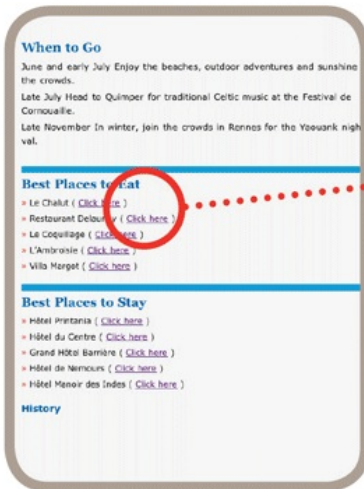 When to Go
June and early July Enjoy the beaches, outdoor adventures and sunshine
the crowds.
Late July Head to Quimper for traditional Celtic music at the Festival de
Cornouaille.
Late November In winter, join the crowds in Rennes for the Yaouank nigh
val.
Best Places to Eat
» Le Chalut ( Click here )
» Restaurant Delaunay ( Click here )
» Le Coquillage ( Click here )
» L'Ambroisie ( Click here )
» Villa Margot ( Click here )
Best Places to Stay
» Hôtel Printania ( Click here )
» Hôtel du Centre ( Click here )
» Grand Hôtel Barrière ( Click here )
» Hôtel de Nemours ( Click here )
» Hôtel Manoir des Indes ( Click here )
History